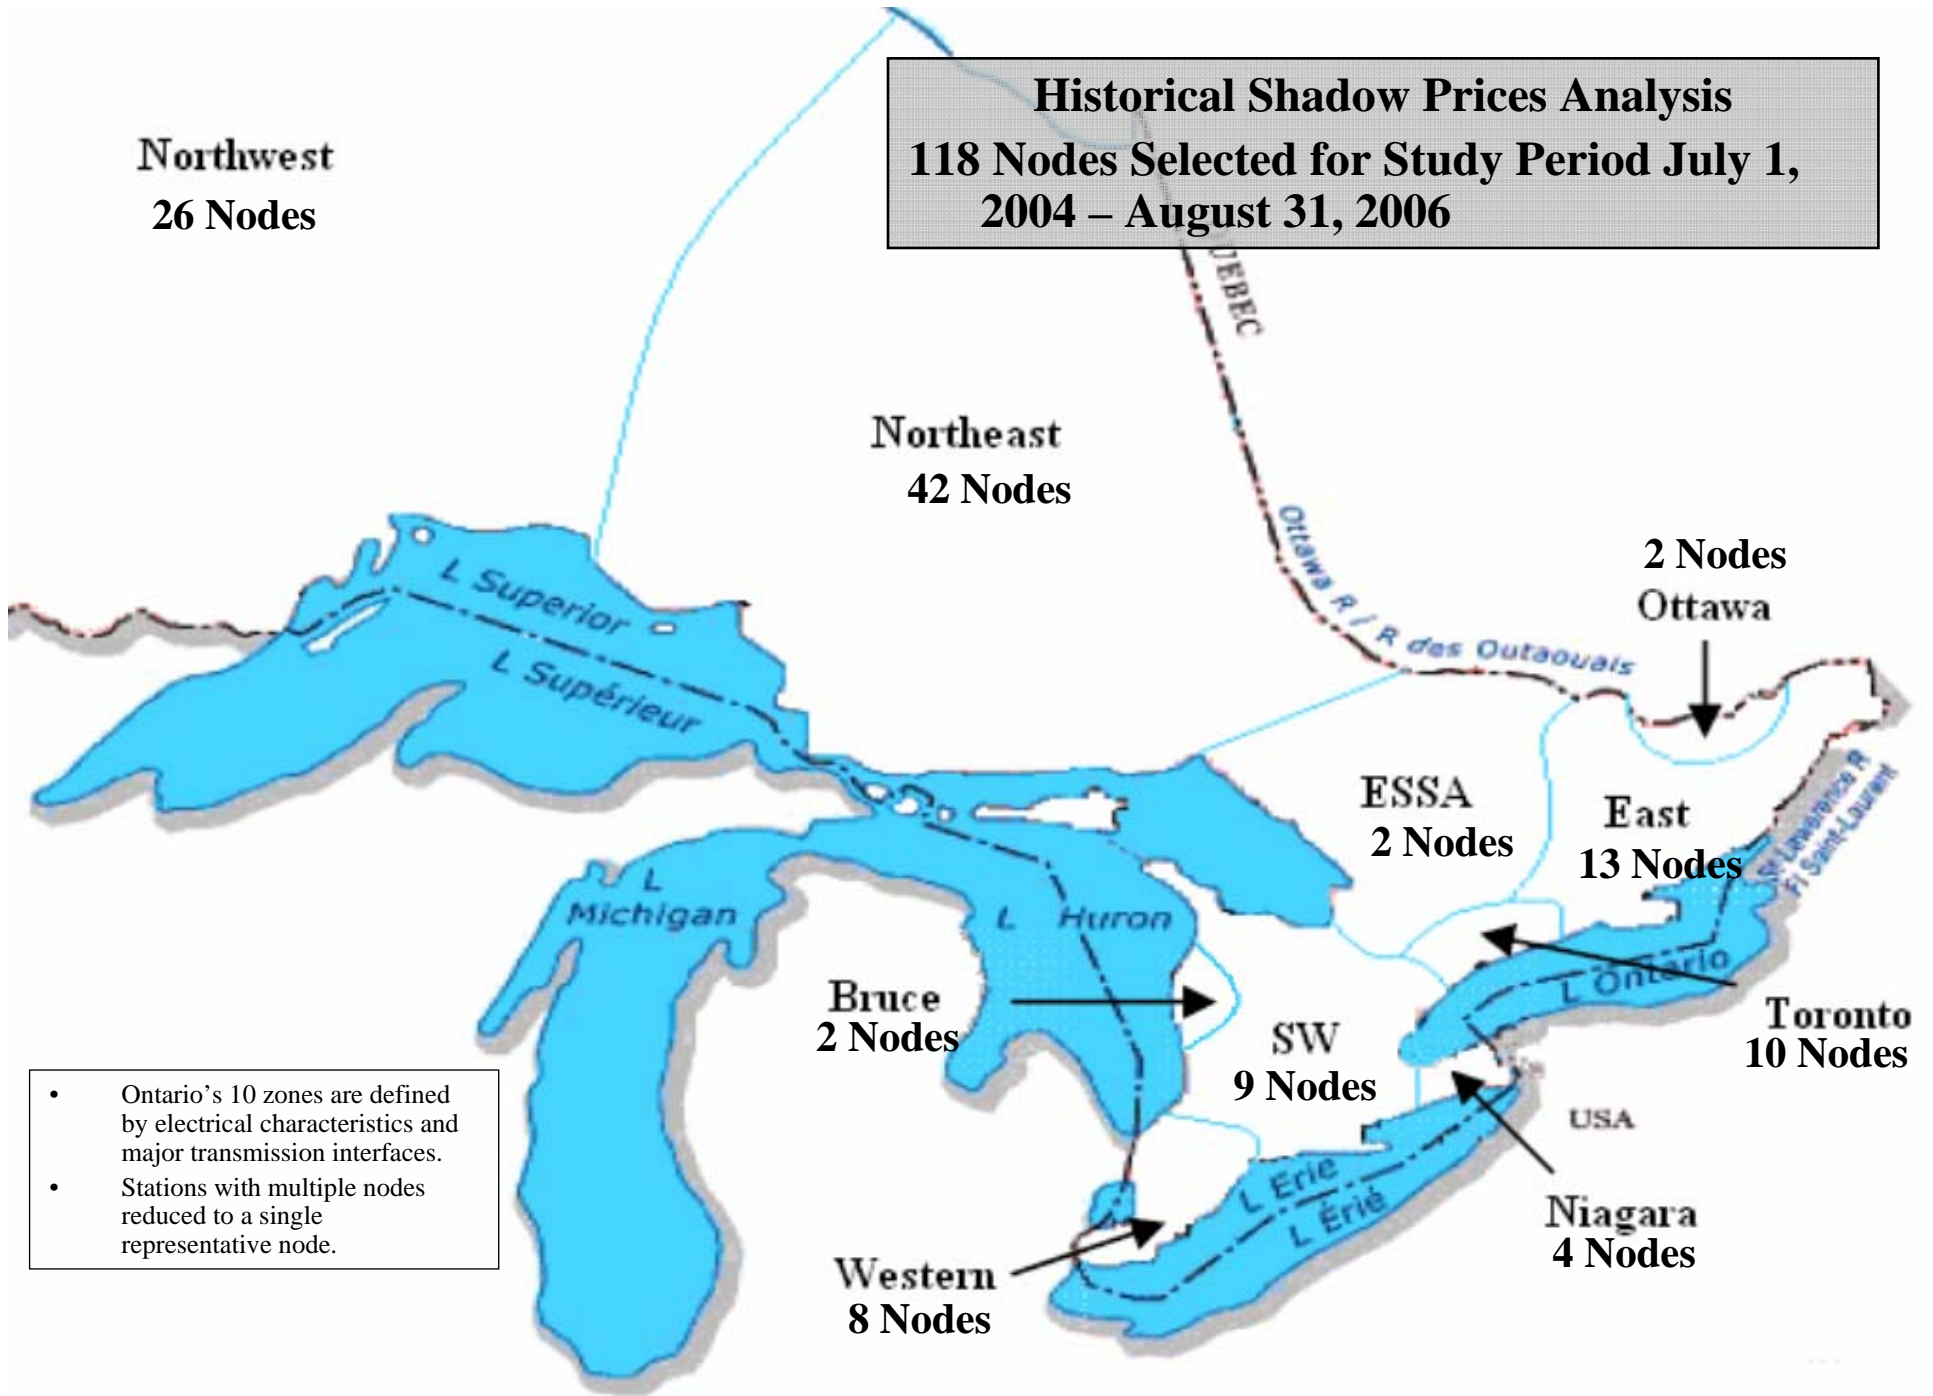 Historical Shadow Prices Analysis
118 Nodes Selected for Study Period July 1,
2004 – August 31, 2006
Northwest
26 Nodes
UEBEC
Northeast
42 Nodes
Ottawa R / R des Outaouais
2 Nodes
Ottawa
L Superior
L Supérieur
ESSA
2 Nodes
East
13 Nodes
St Lawrence R
Fl Saint-Laurent
L
Michigan
L Huron
L Ontario
Bruce
2 Nodes
SW
9 Nodes
Toronto
10 Nodes
USA
L Erie
L Érié
Niagara
4 Nodes
Western
8 Nodes
• Ontario’s 10 zones are defined
by electrical characteristics and
major transmission interfaces.
• Stations with multiple nodes
reduced to a single
representative node.